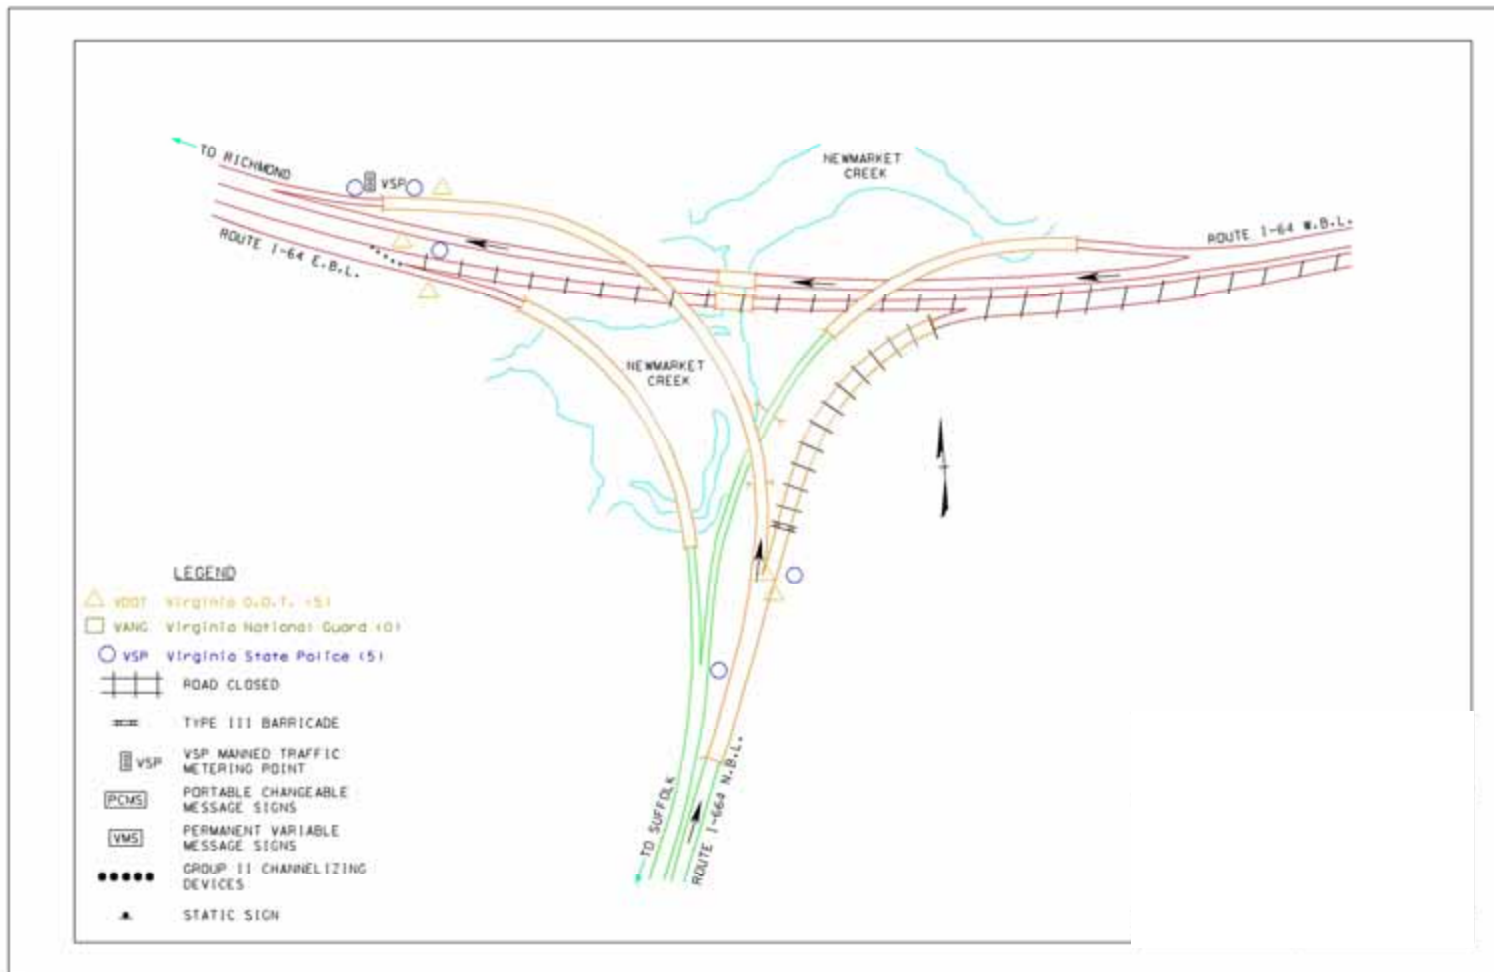 TO RICHMOND
VSP
NEWMARKET
CREEK
ROUTE I-64 W.B.L.
ROUTE I-64 E.B.L.
NEWMARKET
CREEK
LEGEND
VDOT Virginia D.O.T. (5)
VANG Virginia National Guard (0)
VSP Virginia State Police (5)
ROAD CLOSED
TYPE III BARRICADE
VSP VSP MANNED TRAFFIC
METERING POINT
PCMS PORTABLE CHANGEABLE
MESSAGE SIGNS
VMS PERMANENT VARIABLE
MESSAGE SIGNS
GROUP II CHANNELIZING
DEVICES
STATIC SIGN
TO SUFFOLK
ROUTE I-664 N.B.L.